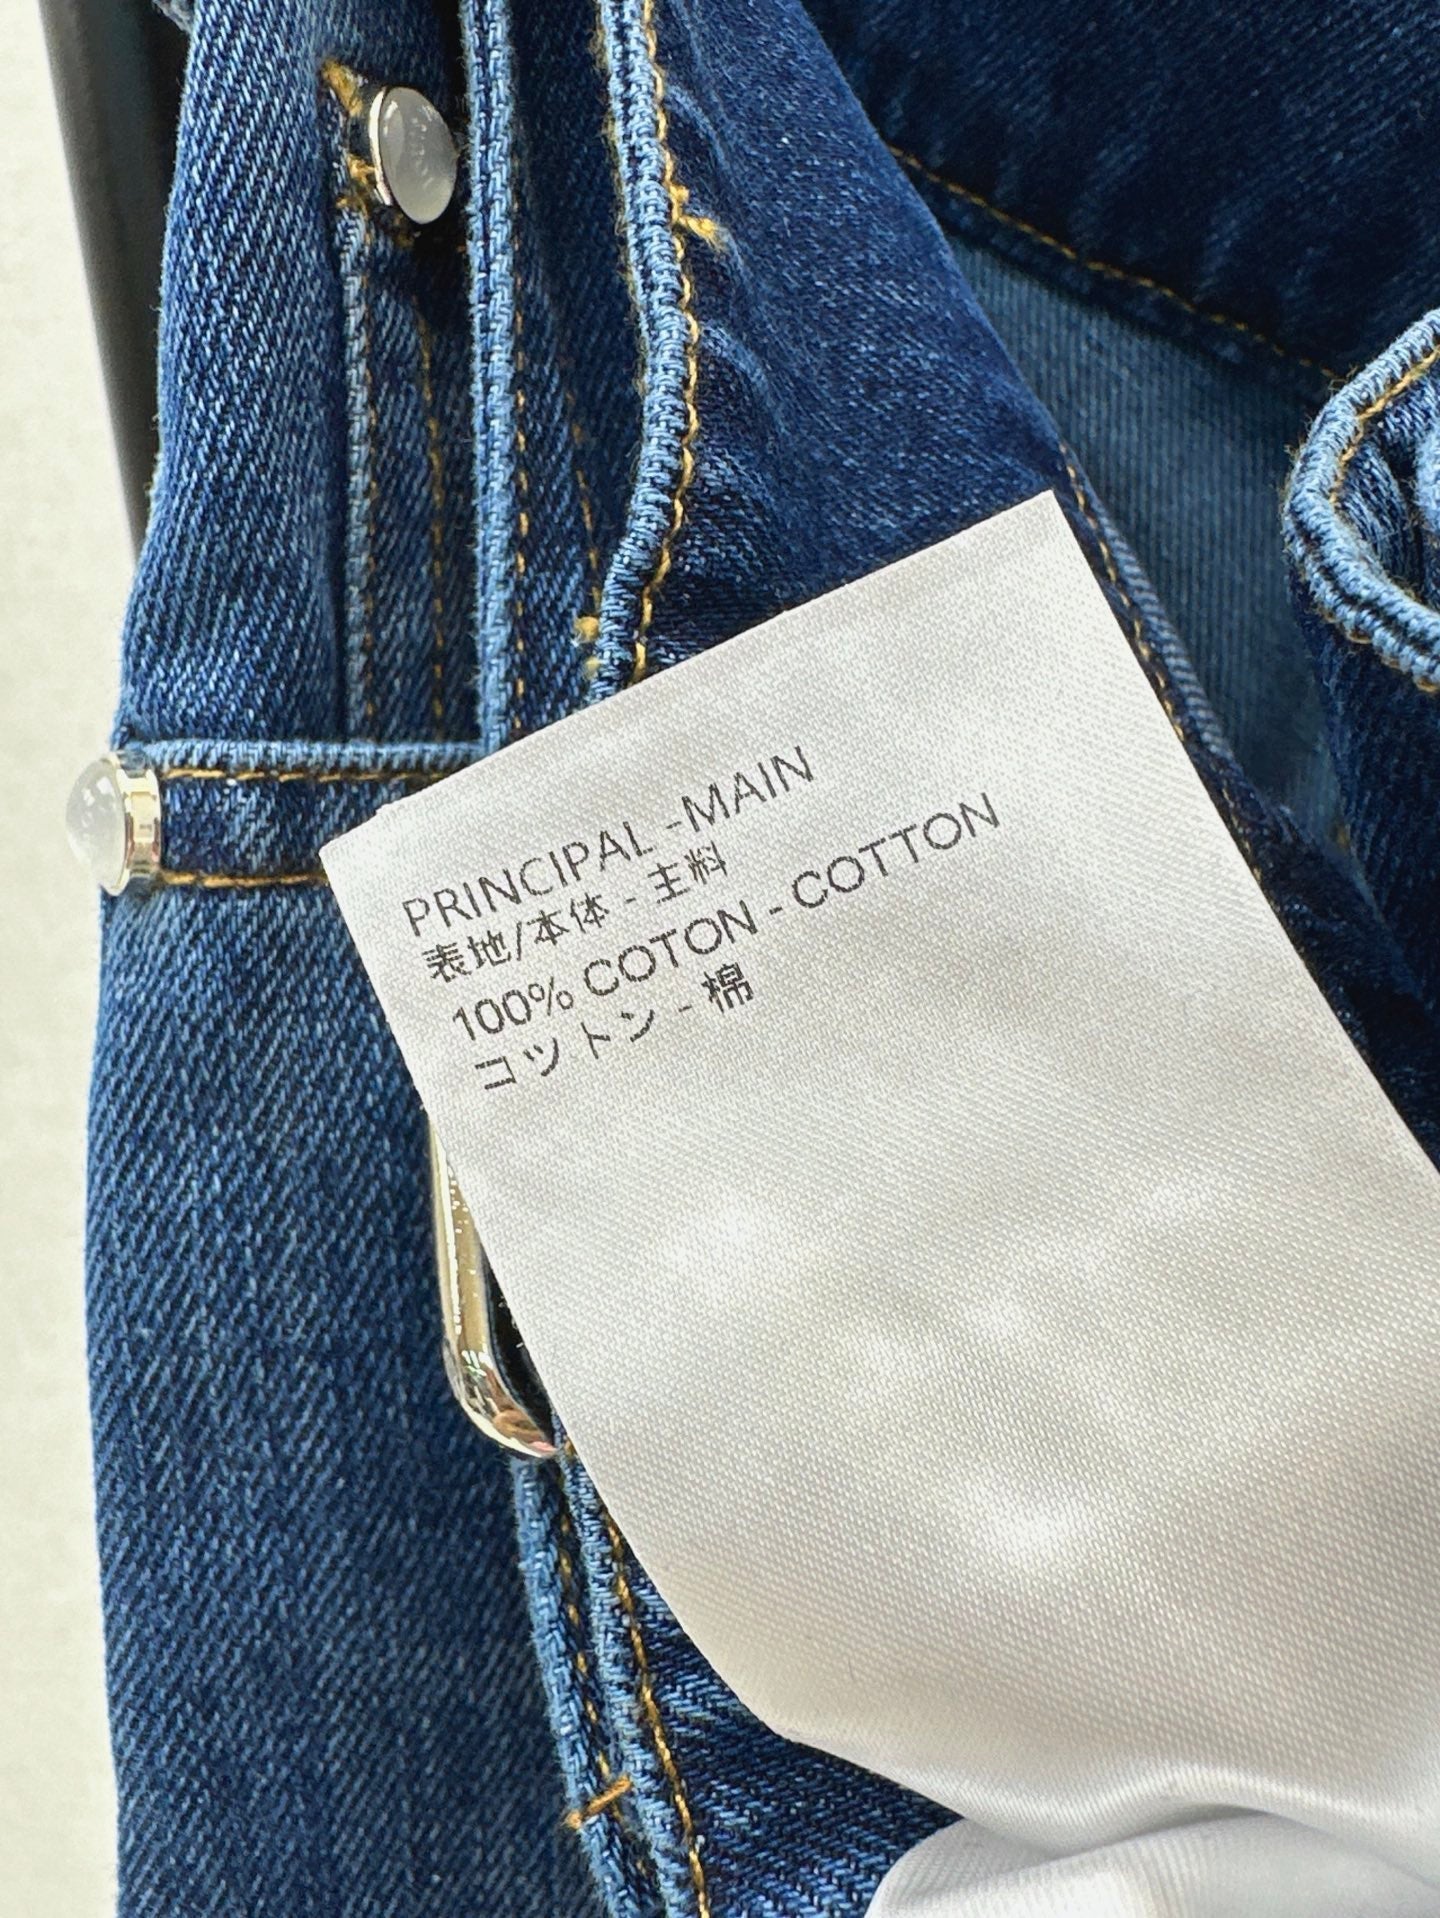 PRINCIPAL -MAIN
表地/本体 - 主料
100% COTON - COTTON
コットン - 棉